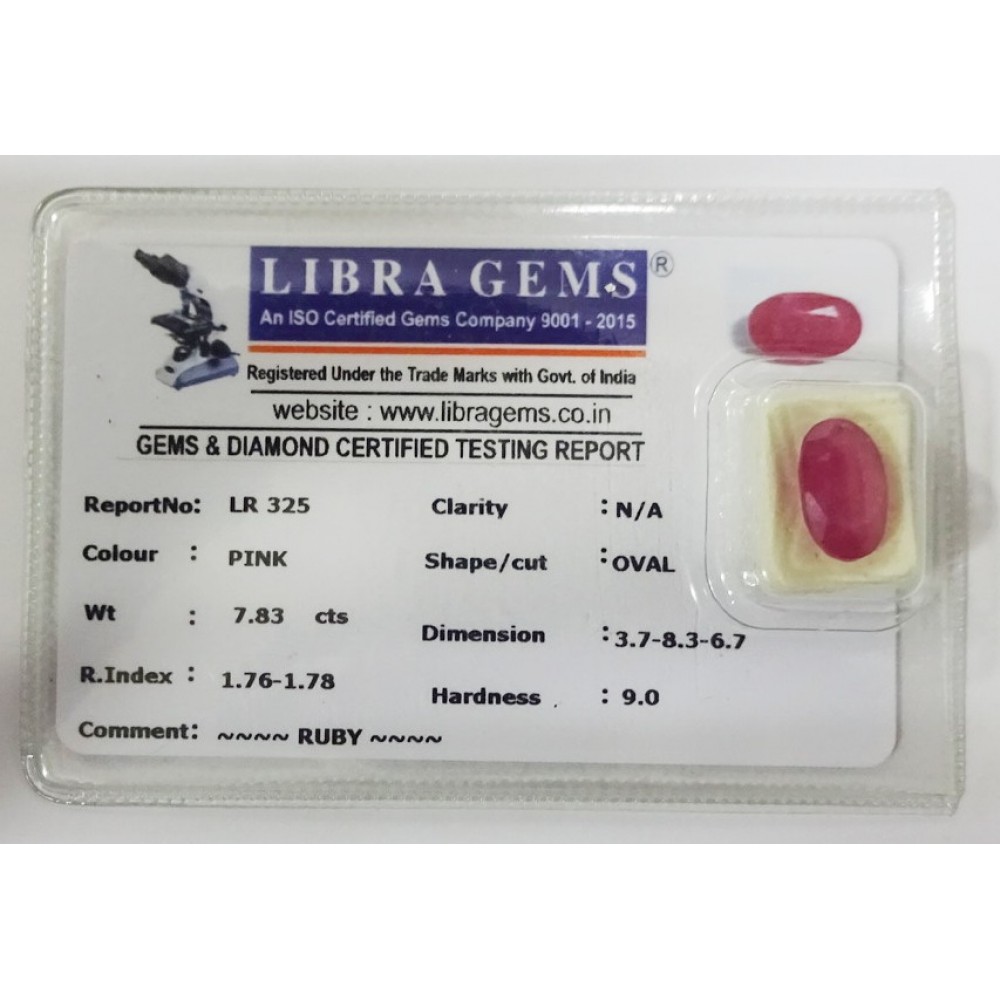 LIBRA GEMS ®
An ISO Certified Gems Company 9001 - 2015
Registered Under the Trade Marks with Govt. of India
website : www.libragems.co.in
GEMS & DIAMOND CERTIFIED TESTING REPORT
ReportNo: LR 325
Clarity : N/A
Colour : PINK
Shape/cut : OVAL
Wt : 7.83 cts
Dimension : 3.7-8.3-6.7
R.Index : 1.76-1.78
Hardness : 9.0
Comment: ~~~~ RUBY ~~~~